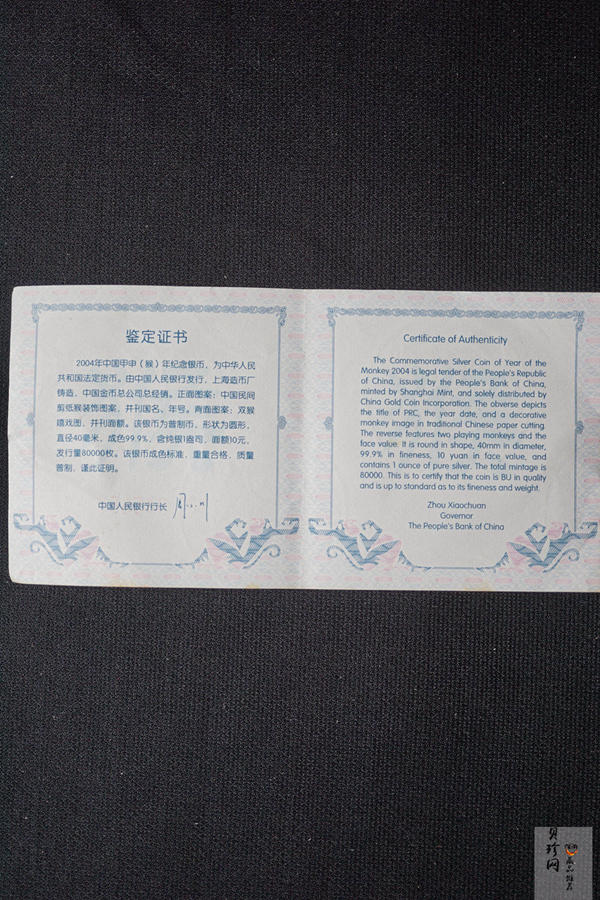 鉴定证书
2004年中国甲申（猴）年纪念银币，为中华人民
共和国法定货币。由中国人民银行发行，上海造币厂
铸造，中国金币总公司总经销。正面图案：中国民间
剪纸猴装饰图案，并刊国名、年号。背面图案：双猴
嬉戏图，并刊面额。该银币为普制币，形状为圆形，
直径40毫米，成色99.9%，含纯银1盎司，面额10元，
发行量80000枚。该银币成色标准，重量合格，质量
普制，谨此证明。
中国人民银行行长
Certificate of Authenticity
The Commemorative Silver Coin of Year of the
Monkey 2004 is legal tender of the People's Republic
of China, issued by the People's Bank of China,
minted by Shanghai Mint, and solely distributed by
China Gold Coin Incorporation. The obverse depicts
the title of PRC, the year date, and a decorative
monkey image in traditional Chinese paper cutting.
The reverse features two playing monkeys and the
face value. It is round in shape, 40mm in diameter,
99.9% in fineness, 10 yuan in face value, and
contains 1 ounce of pure silver. The total mintage is
80000. This is to certify that the coin is BU in quality
and is up to standard as to its fineness and weight.
Zhou Xiaochuan
Governor
The People's Bank of China
贝珍网
藏品推荐